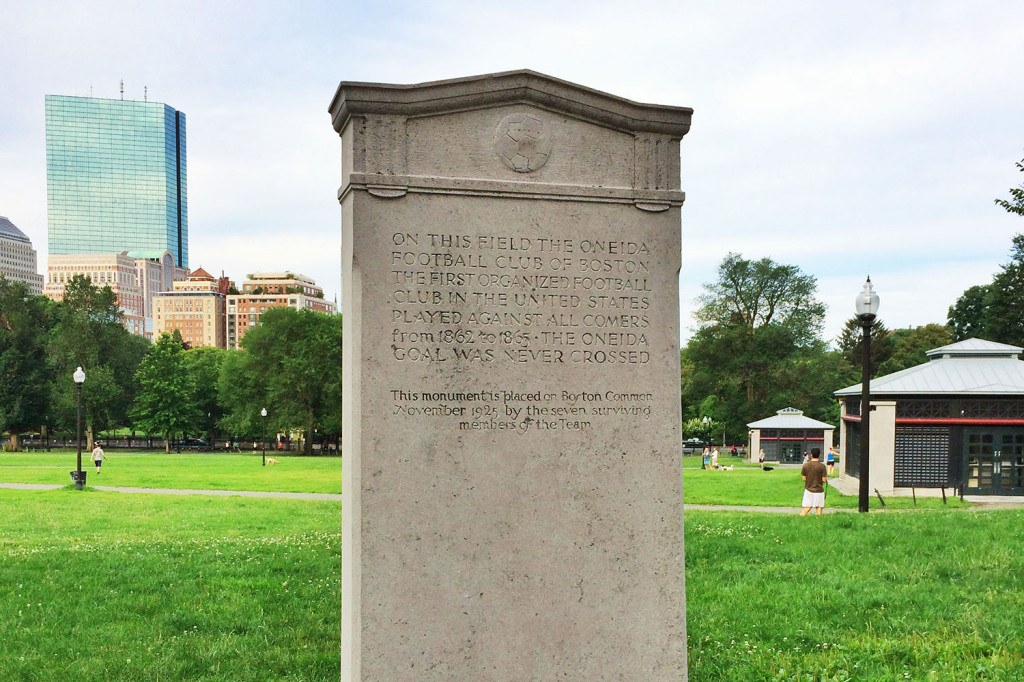 ON THIS FIELD THE ONEIDA
FOOTBALL CLUB OF BOSTON
THE FIRST ORGANIZED FOOTBALL
CLUB IN THE UNITED STATES
PLAYED AGAINST ALL COMERS
from 1862 to 1865 · THE ONEIDA
GOAL WAS NEVER CROSSED
This monument is placed on Boston Common
November 1925 by the seven surviving
members of the Team